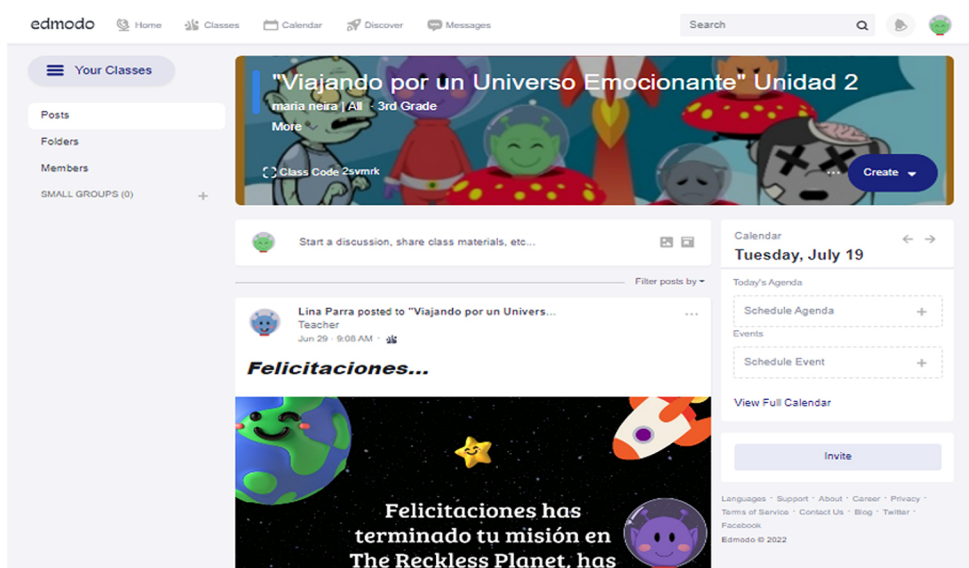 edmodo
Home
Classes
Calendar
Discover
Messages
Search
Your Classes
Posts
Folders
Members
SMALL GROUPS (0)
"Viajando por un Universo Emocionante" Unidad 2
maria neira | All · 3rd Grade
More
Class Code 2svmrk
Create
Start a discussion, share class materials, etc...
Filter posts by
Lina Parra posted to "Viajando por un Univers...
Teacher
Jun 29 · 9:08 AM ·
Felicitaciones...
Felicitaciones has
terminado tu misión en
The Reckless Planet, has
Calendar
Tuesday, July 19
Today's Agenda
Schedule Agenda
Events
Schedule Event
View Full Calendar
Invite
Languages · Support · About · Career · Privacy ·
Terms of Service · Contact Us · Blog · Twitter ·
Facebook
Edmodo © 2022